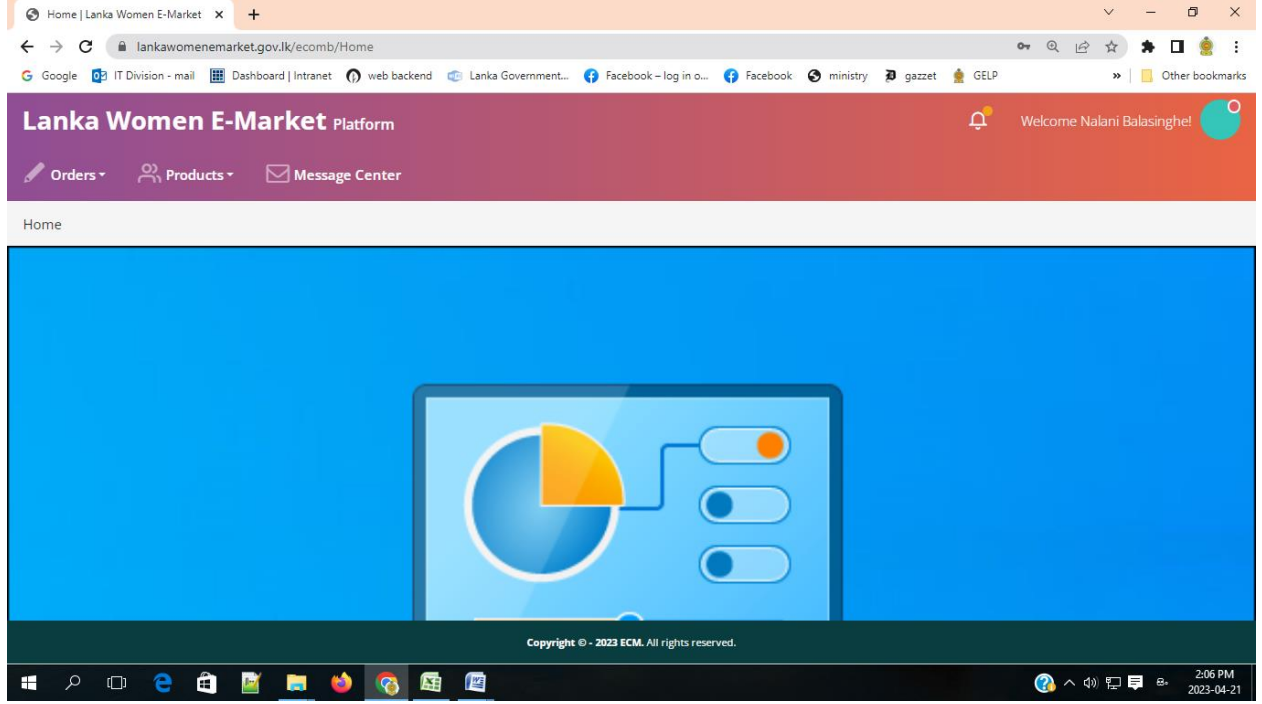 Home | Lanka Women E-Market
lankawomenemarket.gov.lk/ecomb/Home
Google IT Division - mail Dashboard | Intranet web backend Lanka Government... Facebook – log in o... Facebook ministry gazzet GELP » Other bookmarks
Lanka Women E-Market Platform
Welcome Nalani Balasinghe!
Orders Products Message Center
Home
Copyright © - 2023 ECM. All rights reserved.
2:06 PM
2023-04-21